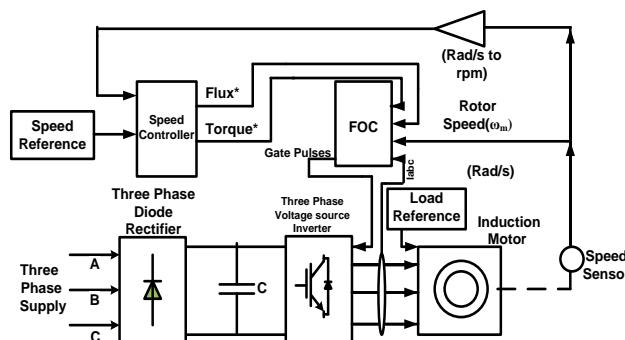 (Rad/s to
rpm)
Flux*
Speed
Controller
Torque*
Speed
Reference
FOC
Rotor
Speed(ωm)
Gate Pulses
Iabc
(Rad/s)
Three Phase
Diode
Rectifier
Three Phase
Voltage source
Inverter
Load
Reference
Induction
Motor
A
Three
Phase
Supply
B
C
C
Speed
Senso